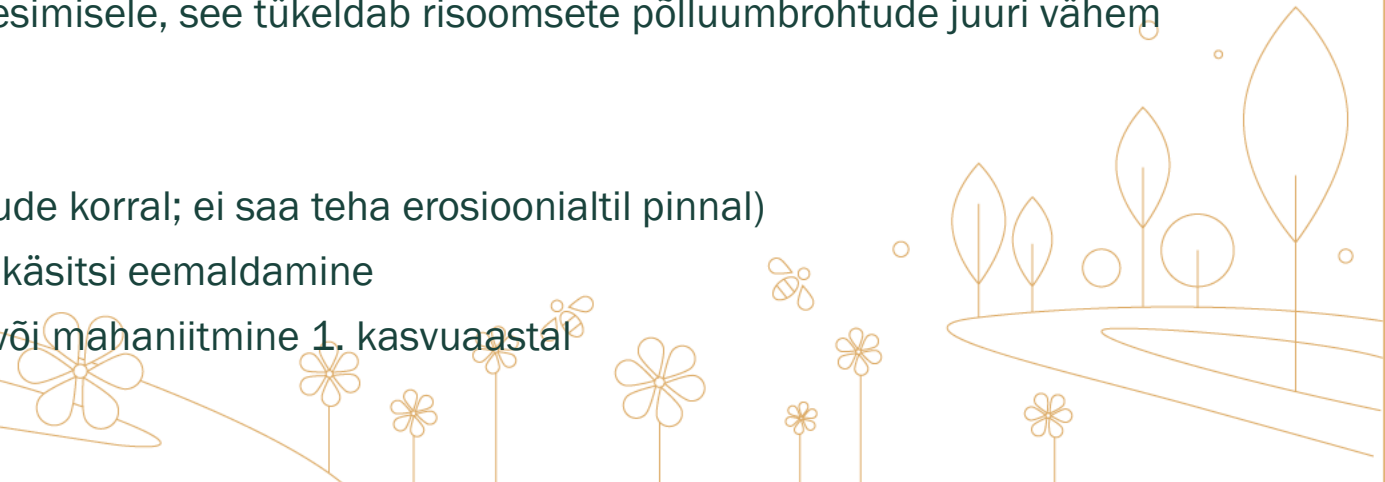 esimisele, see tükeldab risoomsete põlluumbrohtude juuri vähem
ude korral; ei saa teha erosioonialtil pinnal)
käsitsi eemaldamine
või mahaniitmine 1. kasvuaastal